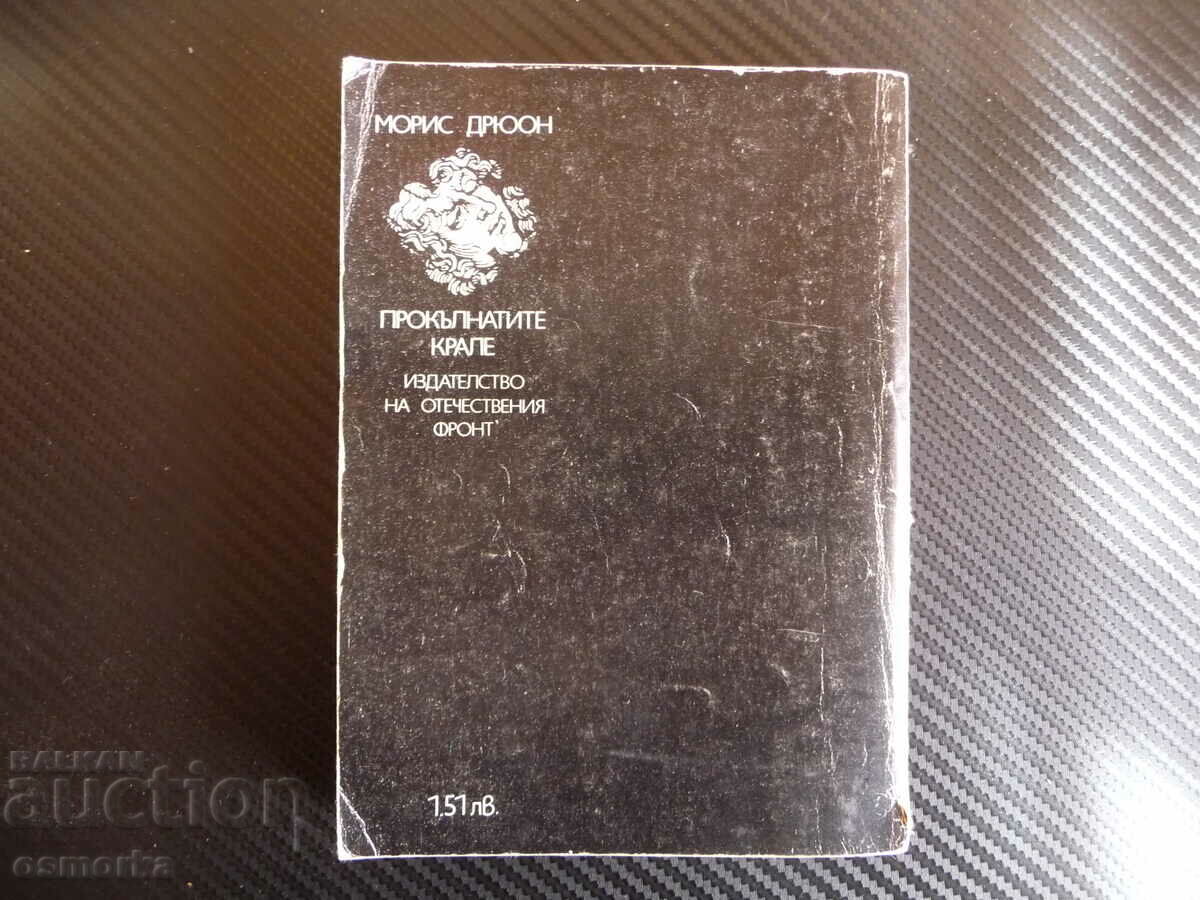 МОРИС ДРЮОН
ПРОКЪЛНАТИТЕ
КРАЛЕ
ИЗДАТЕЛСТВО
НА ОТЕЧЕСТВЕНИЯ
ФРОНТ
1.51 лв.
BALKAN
auction
osmorka